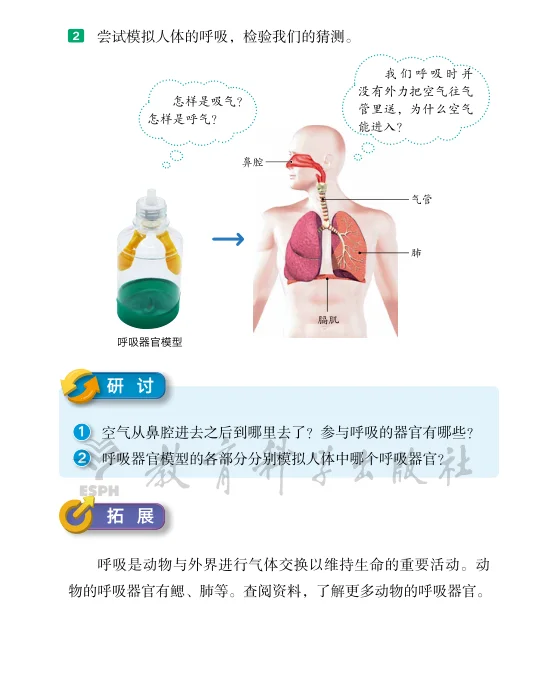 2 尝试模拟人体的呼吸，检验我们的猜测。
怎样是吸气？
怎样是呼气？
我们呼吸时并
没有外力把空气往气
管里送，为什么空气
能进入？
鼻腔
气管
肺
膈肌
呼吸器官模型
研讨
1 空气从鼻腔进去之后到哪里去了？参与呼吸的器官有哪些？
2 呼吸器官模型的各部分分别模拟人体中哪个呼吸器官？
ESPH 教育科学出版社
拓展
呼吸是动物与外界进行气体交换以维持生命的重要活动。动
物的呼吸器官有鳃、肺等。查阅资料，了解更多动物的呼吸器官。